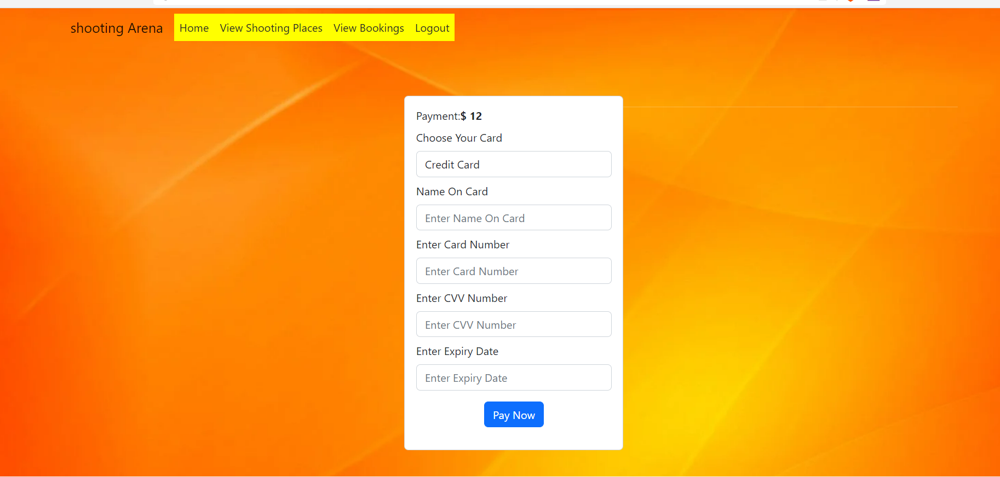 shooting Arena Home View Shooting Places View Bookings Logout
Payment:$ 12
Choose Your Card
Credit Card
Name On Card
Enter Name On Card
Enter Card Number
Enter Card Number
Enter CVV Number
Enter CVV Number
Enter Expiry Date
Enter Expiry Date
Pay Now